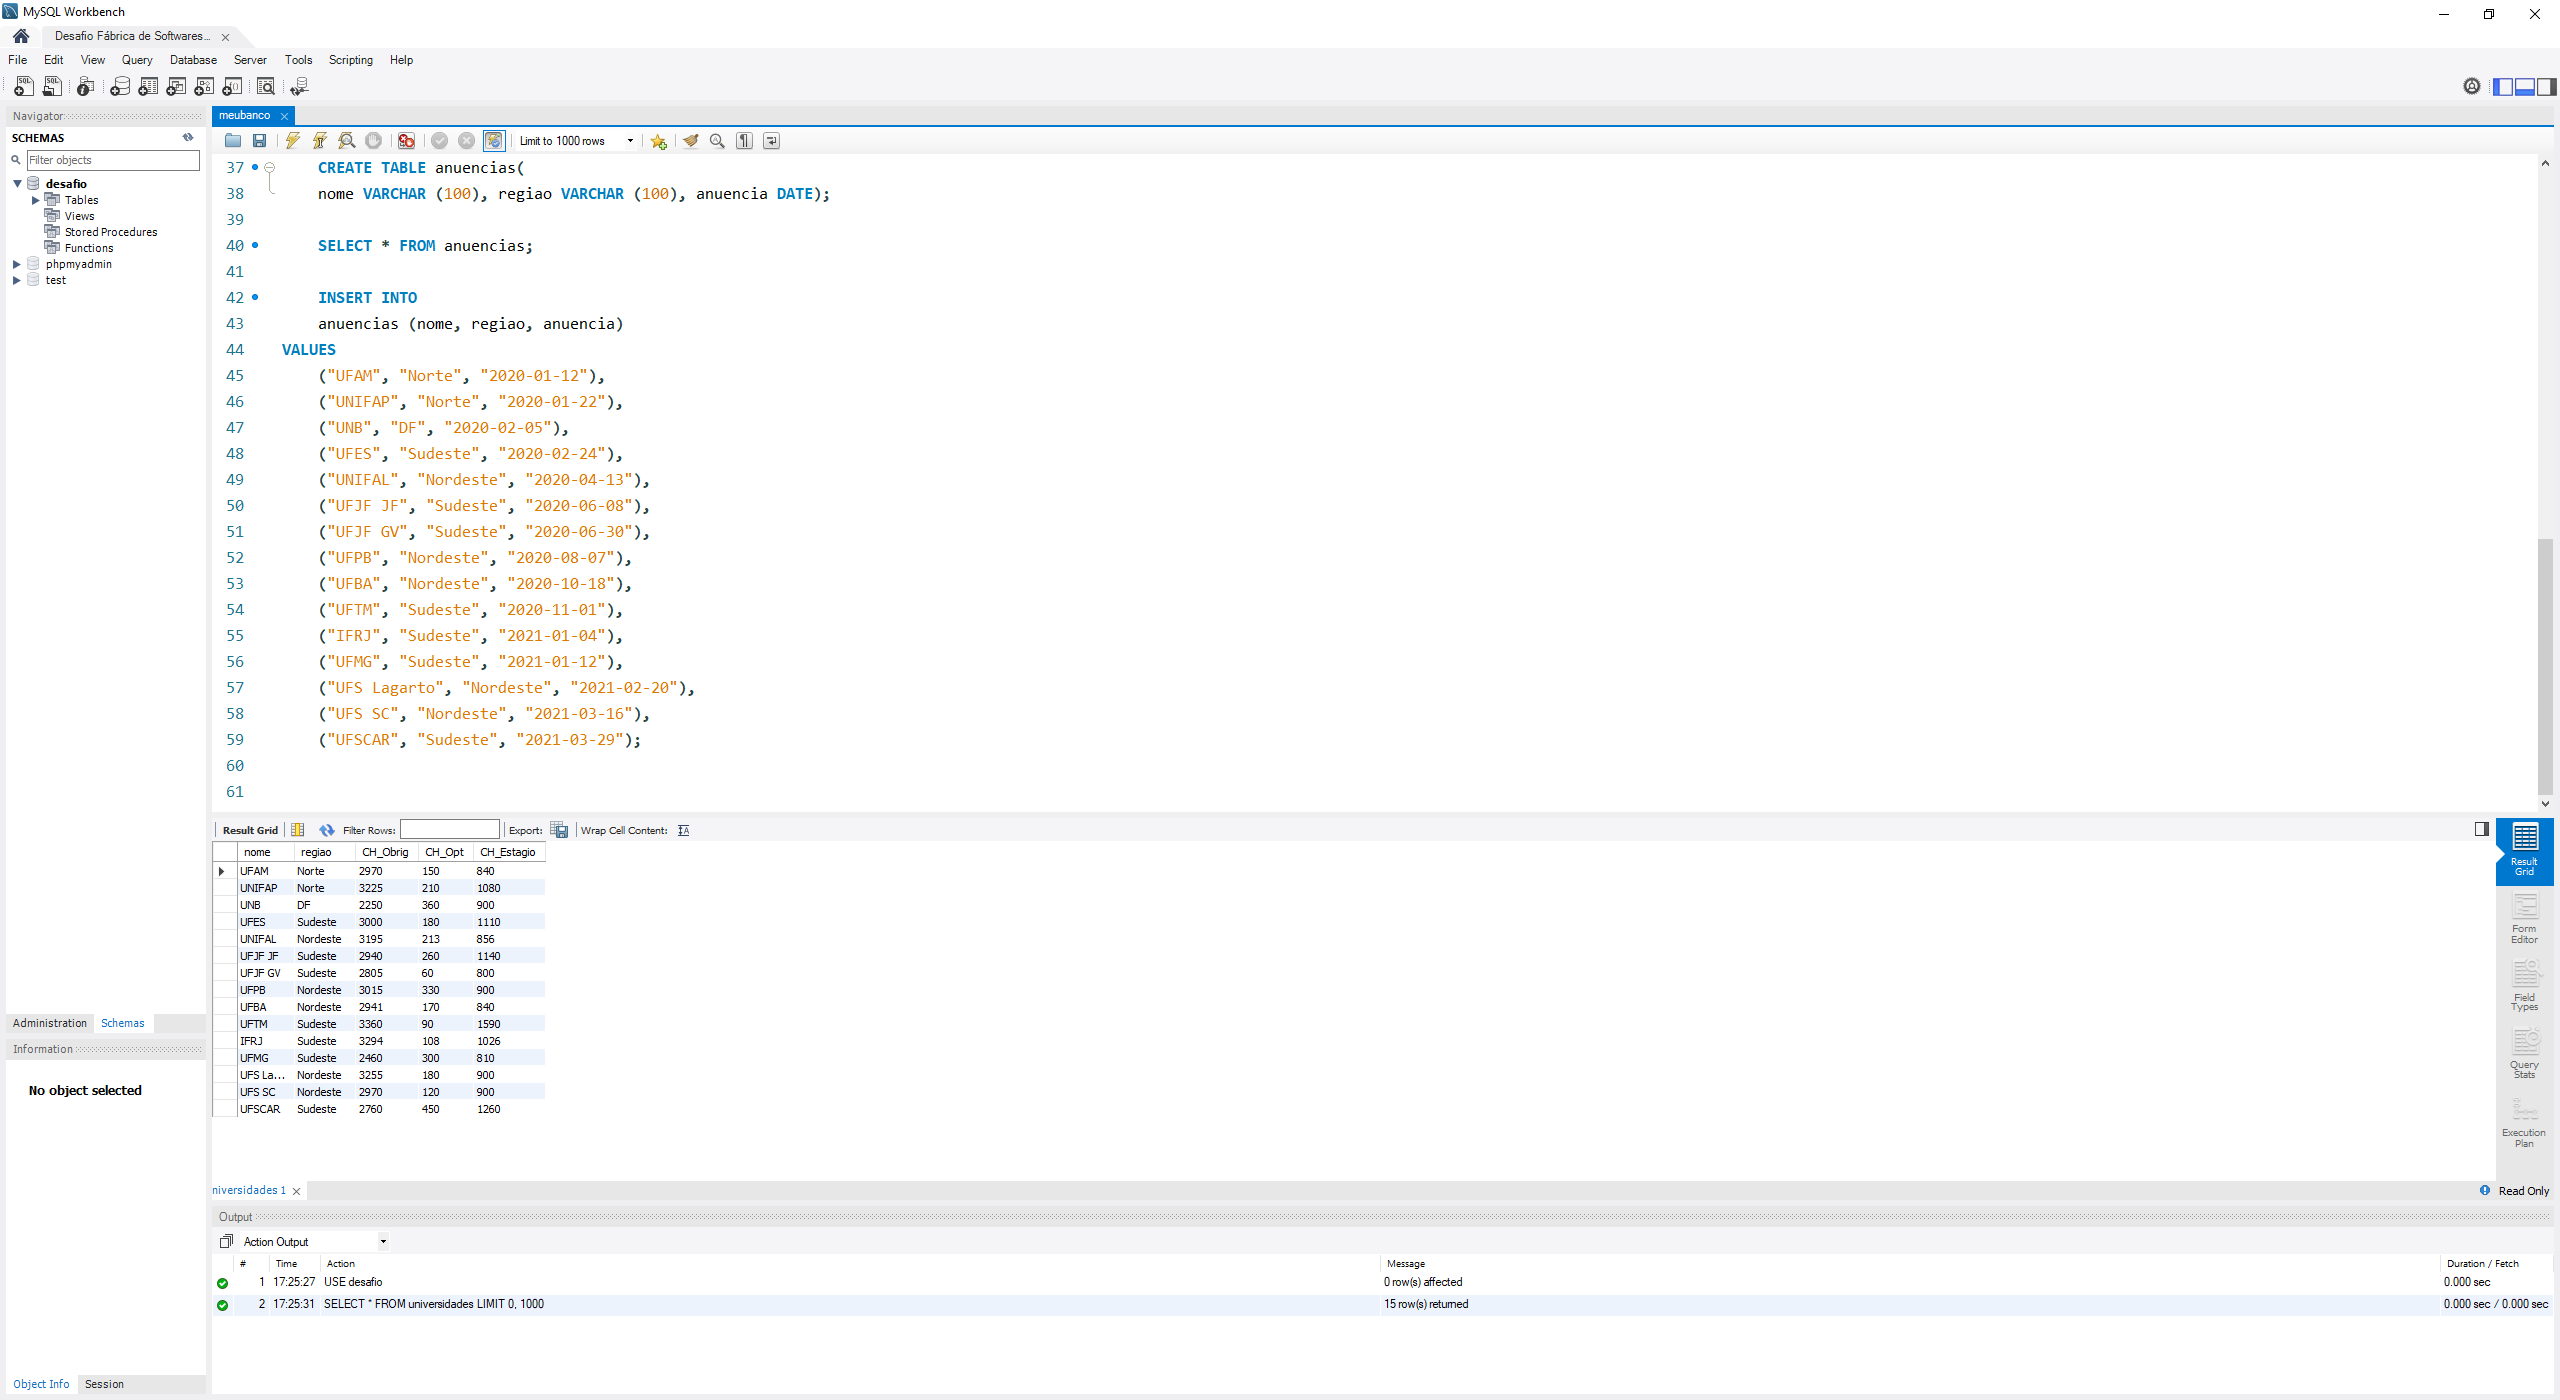 MySQL Workbench
Desafio Fábrica de Softwares...
File Edit View Query Database Server Tools Scripting Help
Navigator
SCHEMAS
Filter objects
desafio
Tables
Views
Stored Procedures
Functions
phpmyadmin
test
Administration Schemas
Information
No object selected
Object Info Session
meubanco
Limit to 1000 rows
37 CREATE TABLE anuencias(
38 nome VARCHAR (100), regiao VARCHAR (100), anuencia DATE);
39
40 SELECT * FROM anuencias;
41
42 INSERT INTO
43 anuencias (nome, regiao, anuencia)
44 VALUES
45 ("UFAM", "Norte", "2020-01-12"),
46 ("UNIFAP", "Norte", "2020-01-22"),
47 ("UNB", "DF", "2020-02-05"),
48 ("UFES", "Sudeste", "2020-02-24"),
49 ("UNIFAL", "Nordeste", "2020-04-13"),
50 ("UFJF JF", "Sudeste", "2020-06-08"),
51 ("UFJF GV", "Sudeste", "2020-06-30"),
52 ("UFPB", "Nordeste", "2020-08-07"),
53 ("UFBA", "Nordeste", "2020-10-18"),
54 ("UFTM", "Sudeste", "2020-11-01"),
55 ("IFRJ", "Sudeste", "2021-01-04"),
56 ("UFMG", "Sudeste", "2021-01-12"),
57 ("UFS Lagarto", "Nordeste", "2021-02-20"),
58 ("UFS SC", "Nordeste", "2021-03-16"),
59 ("UFSCAR", "Sudeste", "2021-03-29");
60
61
Result Grid Filter Rows: Export: Wrap Cell Content:
nome regiao CH_Obrig CH_Opt CH_Estagio
UFAM Norte 2970 150 840
UNIFAP Norte 3225 210 1080
UNB DF 2250 360 900
UFES Sudeste 3000 180 1110
UNIFAL Nordeste 3195 213 856
UFJF JF Sudeste 2940 260 1140
UFJF GV Sudeste 2805 60 800
UFPB Nordeste 3015 330 900
UFBA Nordeste 2941 170 840
UFTM Sudeste 3360 90 1590
IFRJ Sudeste 3294 108 1026
UFMG Sudeste 2460 300 810
UFS La... Nordeste 3255 180 900
UFS SC Nordeste 2970 120 900
UFSCAR Sudeste 2760 450 1260
Result
Grid
Form
Editor
Field
Types
Query
Stats
Execution
Plan
niversidades 1
Read Only
Output
Action Output
# Time Action Message Duration / Fetch
1 17:25:27 USE desafio 0 row(s) affected 0.000 sec
2 17:25:31 SELECT * FROM universidades LIMIT 0, 1000 15 row(s) returned 0.000 sec / 0.000 sec